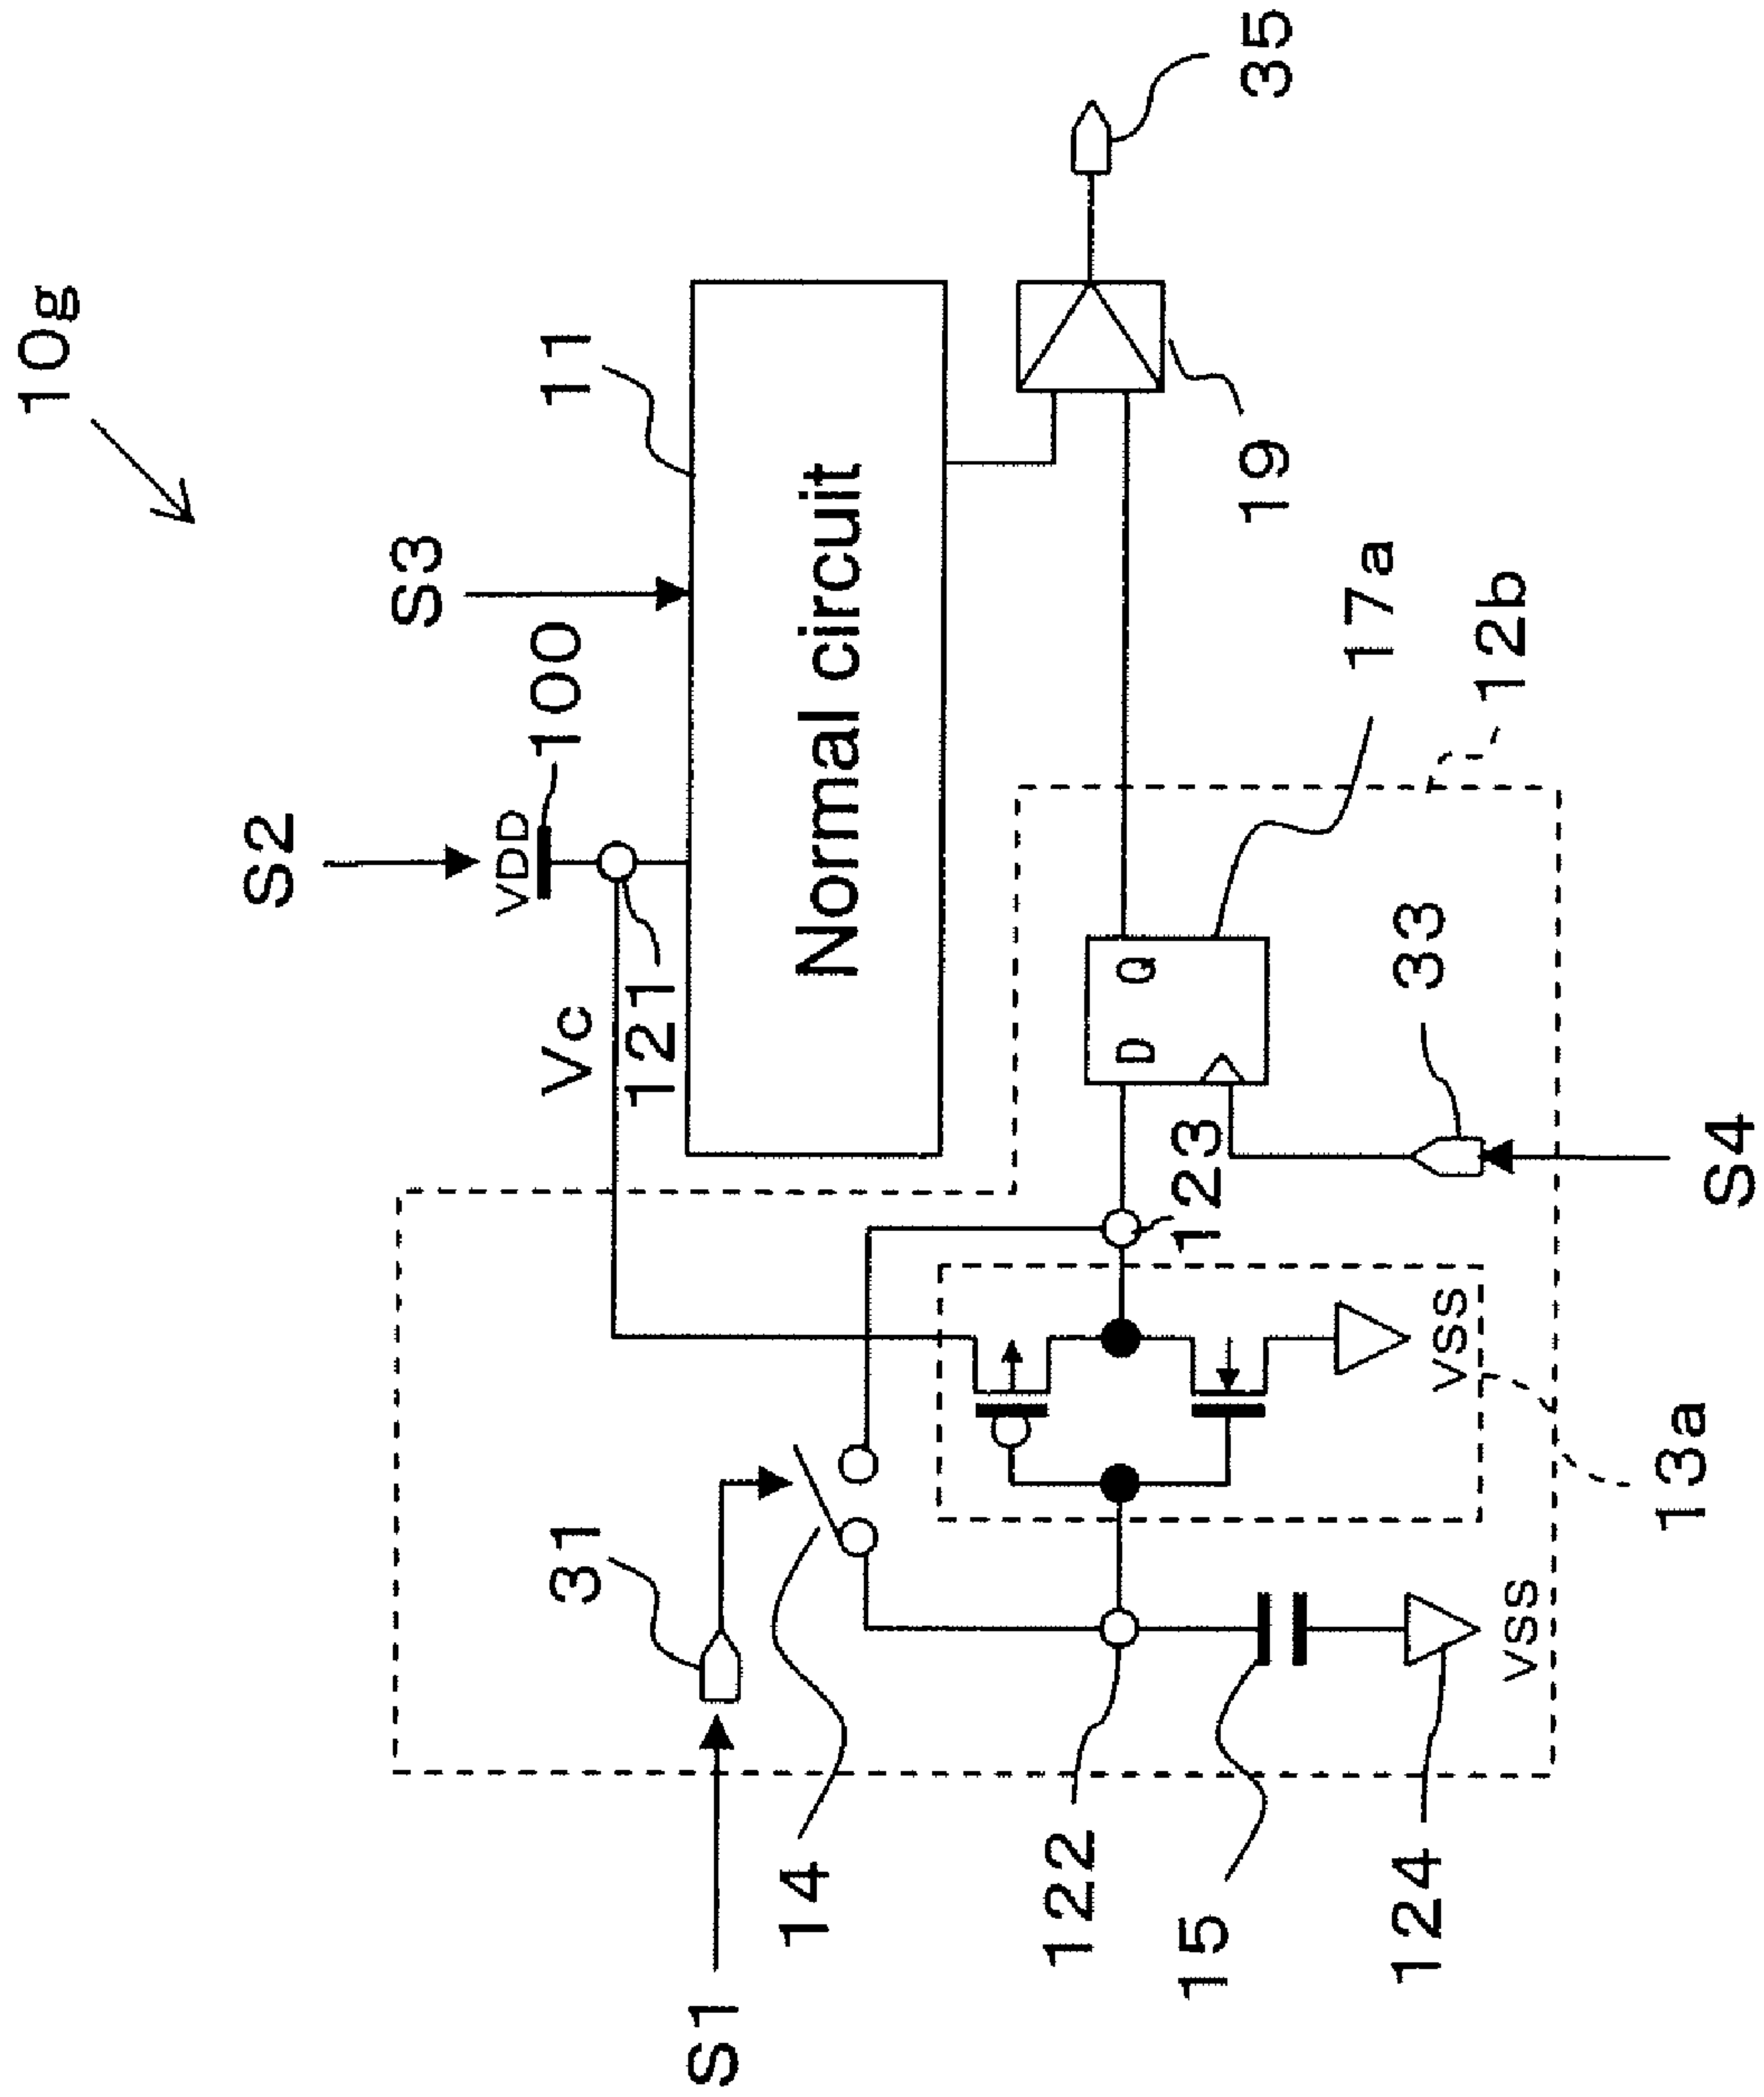 10g
S2
S3
VDD
100
11
Vc
121
Normal circuit
35
19
S1
31
14
123
D
Q
17a
12b
33
S4
122
15
124
VSS
VSS
13a